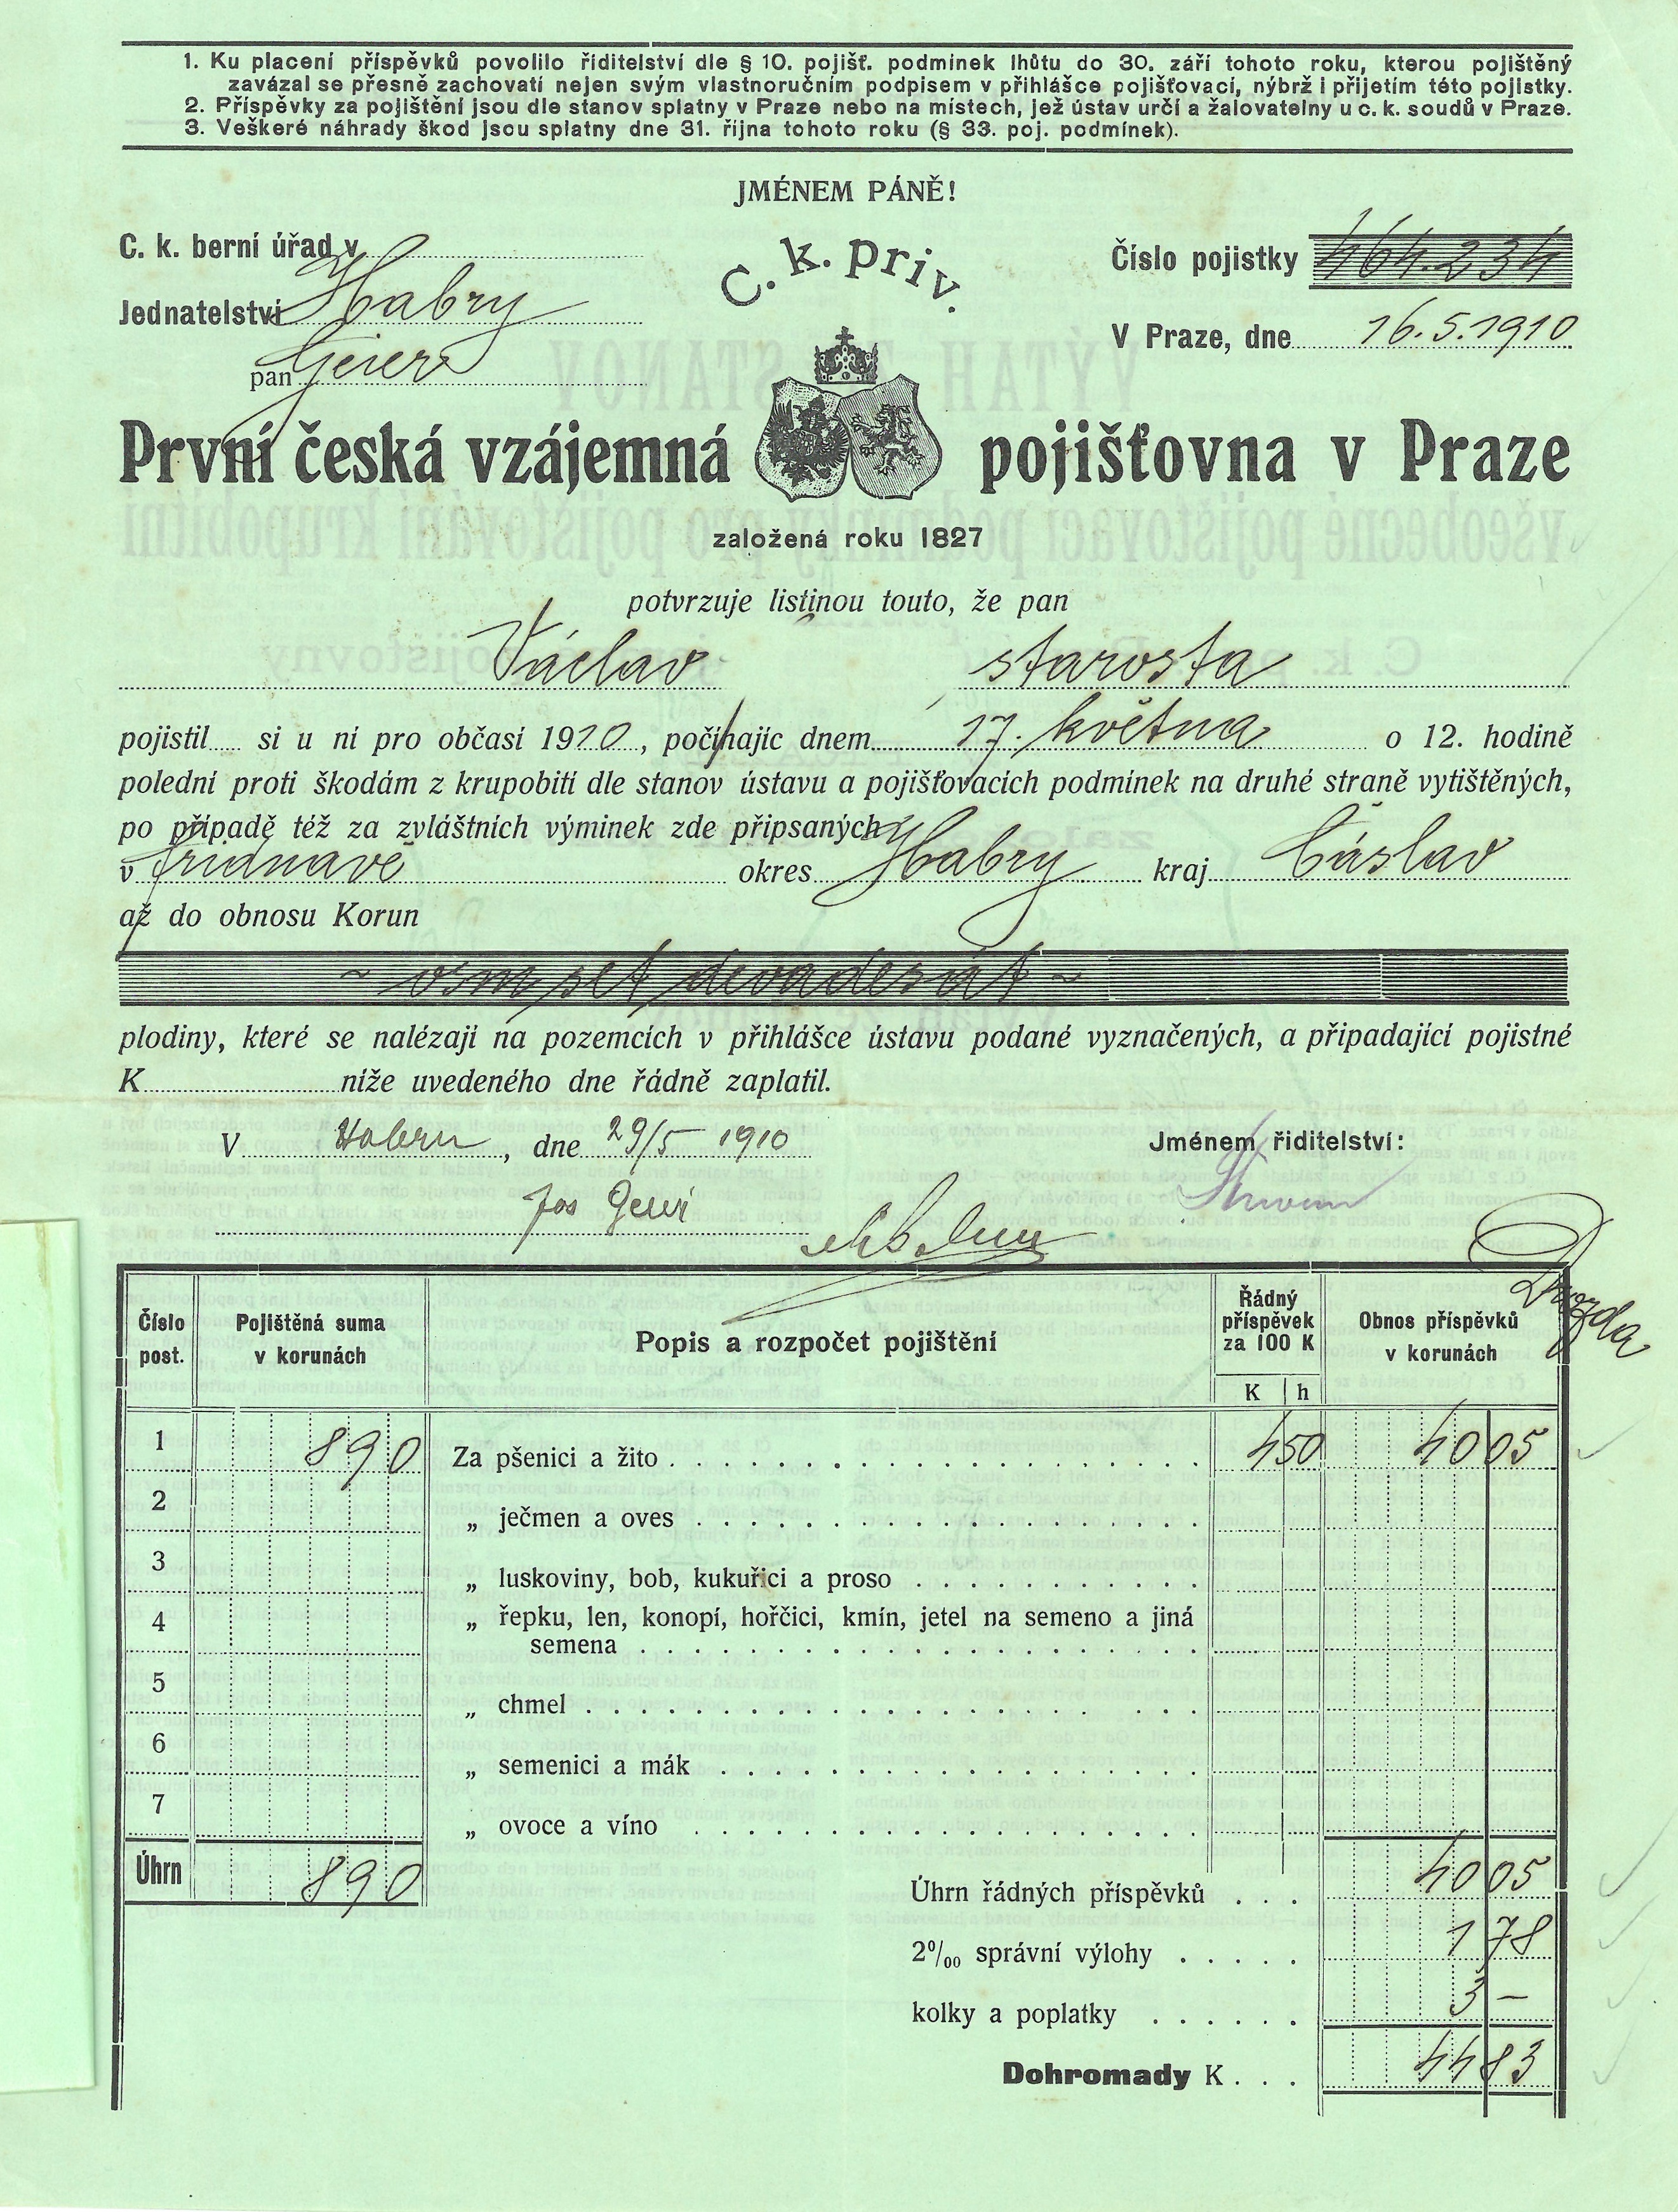 1. Ku placení příspěvků povolilo řiditelství dle § 10. pojišť. podmínek lhůtu do 30. září tohoto roku, kterou pojištěný
zavázal se přesně zachovati nejen svým vlastnoručním podpisem v přihlášce pojišťovací, nýbrž i přijetím této pojistky.
2. Příspěvky za pojištění jsou dle stanov splatny v Praze nebo na místech, jež ústav určí a žalovatelny u c. k. soudů v Praze.
3. Veškeré náhrady škod jsou splatny dne 31. října tohoto roku (§ 33. poj. podmínek).
JMÉNEM PÁNĚ!
C. k. berní úřad v
Jednatelství Habry
pan Geier
C. k. priv.
Číslo pojistky 464.234
V Praze, dne 16.5.1910
První česká vzájemná pojišťovna v Praze
založená roku 1827
potvrzuje listinou touto, že pan
Václav starosta
pojistil si u ní pro občasí 1910, počínajíc dnem 17. května o 12. hodině
polední proti škodám z krupobití dle stanov ústavu a pojišťovacích podmínek na druhé straně vytištěných,
po případě též za zvláštních výminek zde připsaných
v okres Habry kraj Čáslav
až do obnosu Korun
~ osm set devadesát ~
plodiny, které se nalézají na pozemcích v přihlášce ústavu podané vyznačených, a připadající pojistné
K níže uvedeného dne řádně zaplatil.
V Habru, dne 29/5 1910
Jménem řiditelství:
Jos Geier
Drozda
Číslo post.
Pojištěná suma v korunách
Popis a rozpočet pojištění
Řádný příspěvek za 100 K
K h
Obnos příspěvků v korunách
1 890 Za pšenici a žito 4 50 40 05
2 „ ječmen a oves
3 „ luskoviny, bob, kukuřici a proso
4 „ řepku, len, konopí, hořčici, kmín, jetel na semeno a jiná
semena
5 „ chmel
6 „ semenici a mák
7 „ ovoce a víno
Úhrn 890
Úhrn řádných příspěvků 40 05
2⁰/₀₀ správní výlohy 1 78
kolky a poplatky 3 –
Dohromady K 44 83